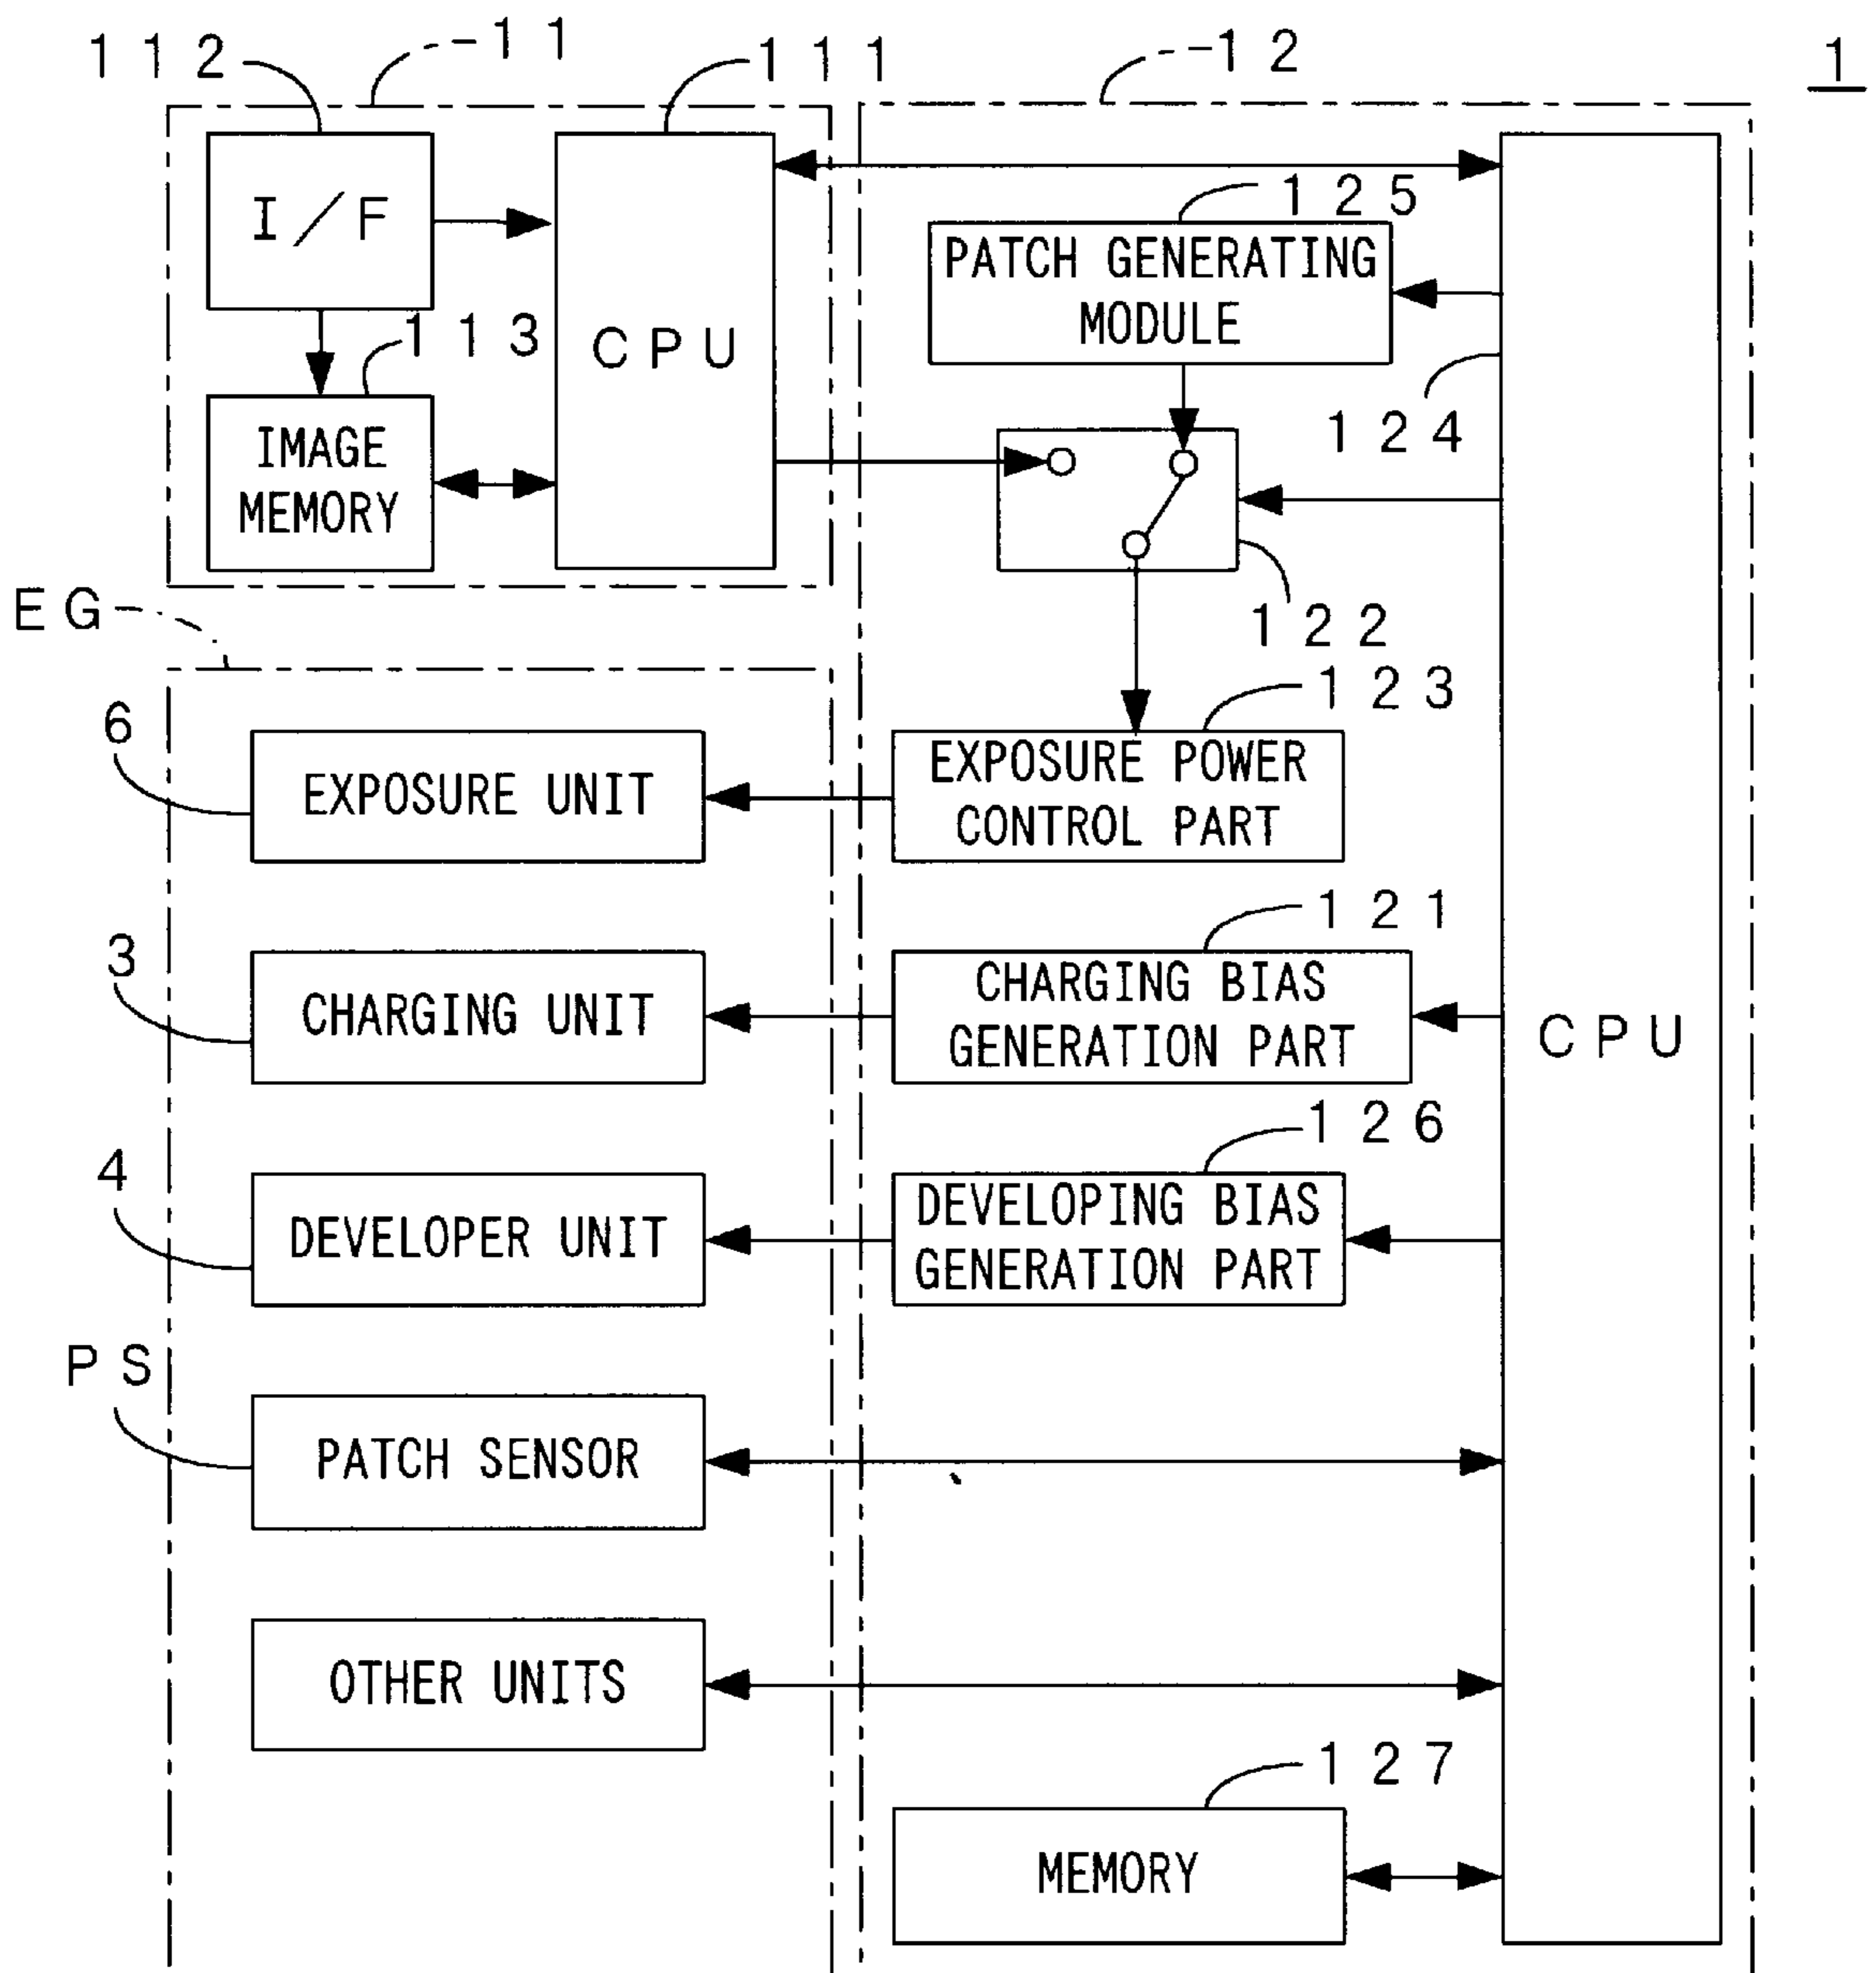 112
11
111
12
1
I/F
CPU
125
PATCH GENERATING
MODULE
113
124
IMAGE
MEMORY
122
EG
123
6
EXPOSURE UNIT
EXPOSURE POWER
CONTROL PART
121
3
CHARGING UNIT
CHARGING BIAS
GENERATION PART
CPU
126
4
DEVELOPER UNIT
DEVELOPING BIAS
GENERATION PART
PS
PATCH SENSOR
OTHER UNITS
127
MEMORY